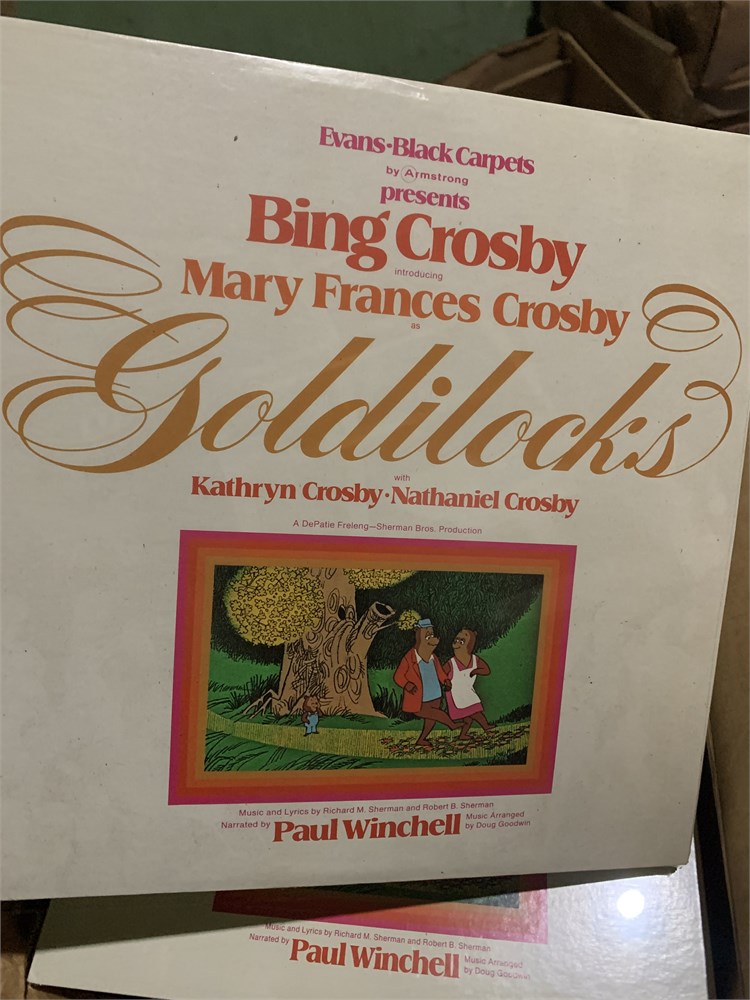 Evans·Black Carpets
by Armstrong
presents
Bing Crosby
introducing
Mary Frances Crosby
as
Goldilocks
with
Kathryn Crosby·Nathaniel Crosby
A DePatie Freleng—Sherman Bros. Production
Music and Lyrics by Richard M. Sherman and Robert B. Sherman
Narrated by Paul Winchell Music Arranged
by Doug Goodwin
Music and Lyrics by Richard M. Sherman and Robert B. Sherman
Narrated by Paul Winchell Music Arranged
by Doug Goodwin